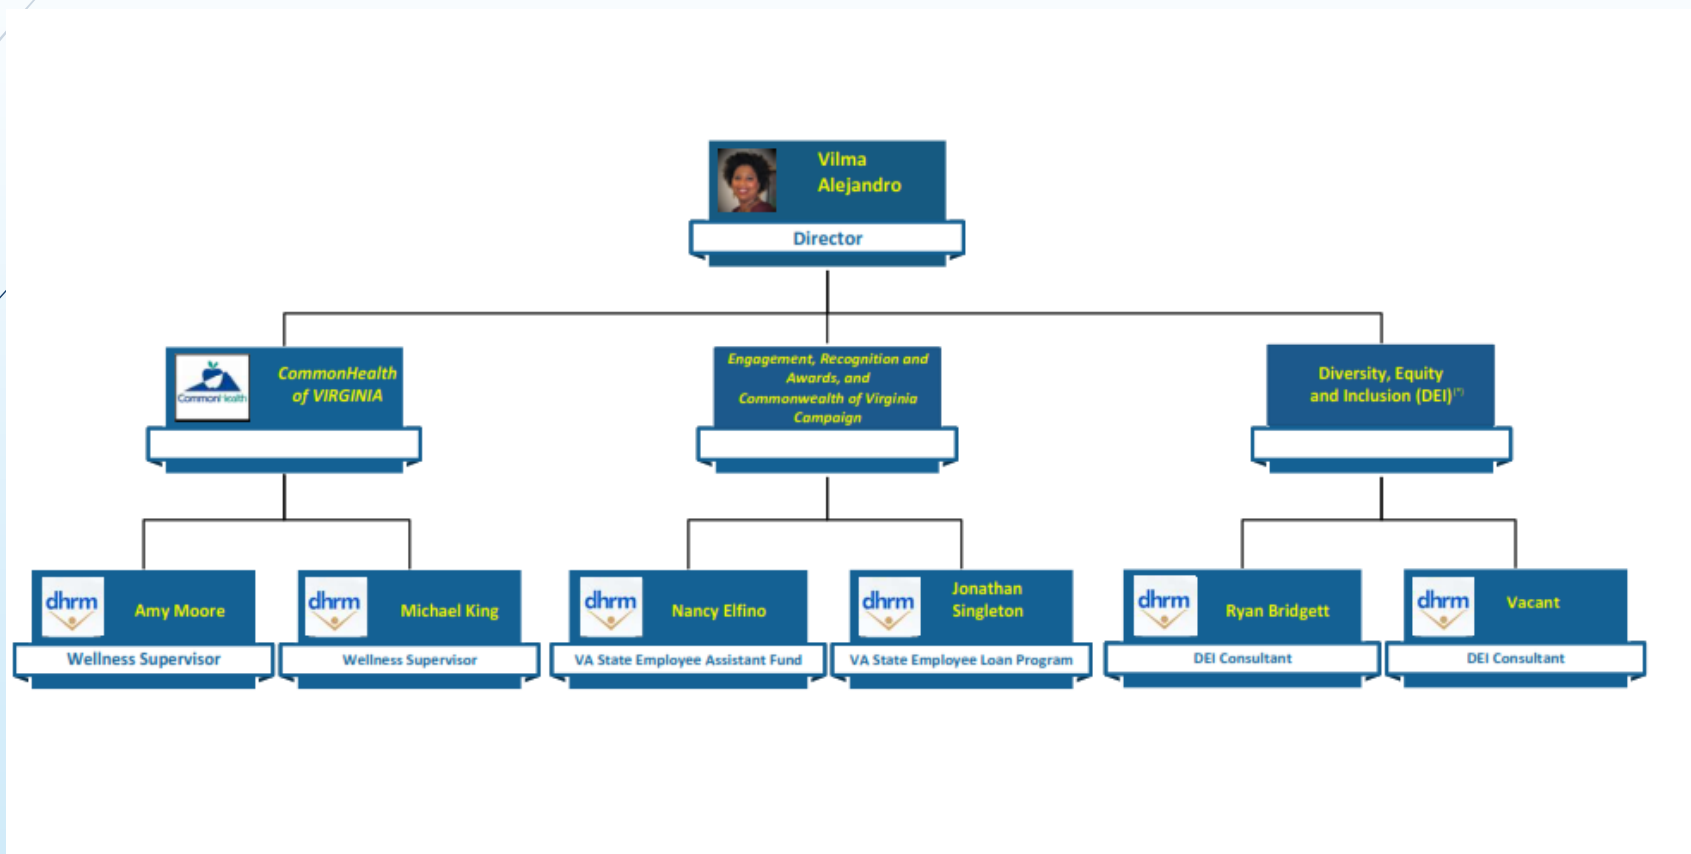 Vilma
Alejandro
Director
CommonHealth
CommonHealth
of VIRGINIA
Engagement, Recognition and
Awards, and
Commonwealth of Virginia
Campaign
Diversity, Equity
and Inclusion (DEI)(*)
dhrm
Amy Moore
Wellness Supervisor
dhrm
Michael King
Wellness Supervisor
dhrm
Nancy Elfino
VA State Employee Assistant Fund
dhrm
Jonathan
Singleton
VA State Employee Loan Program
dhrm
Ryan Bridgett
DEI Consultant
dhrm
Vacant
DEI Consultant